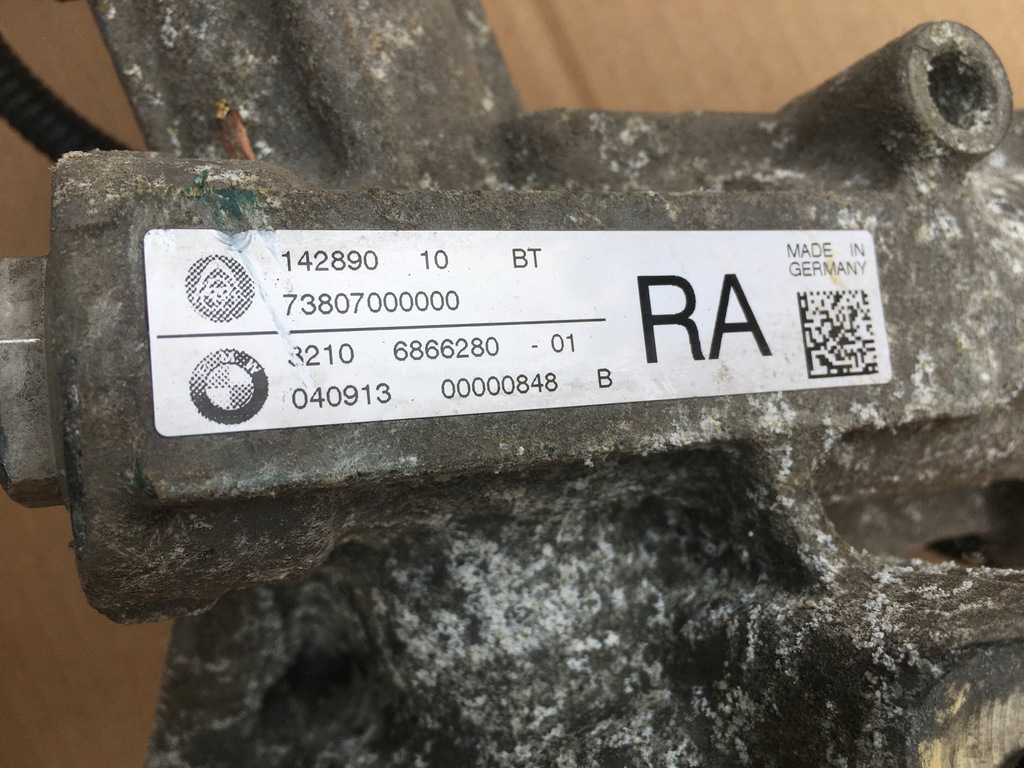 142890 10 BT
73807000000
3210 6866280 - 01
040913 00000848 B
RA
MADE IN
GERMANY